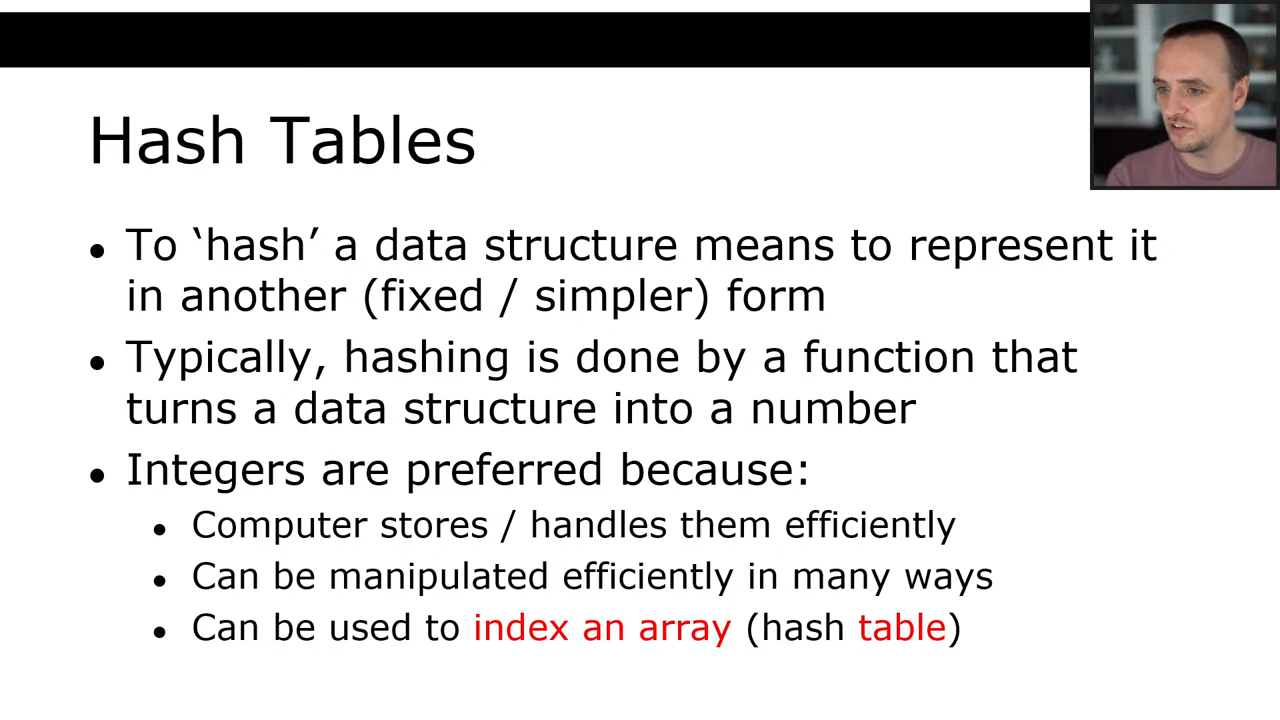 Hash Tables
● To ‘hash’ a data structure means to represent it
in another (fixed / simpler) form
● Typically, hashing is done by a function that
turns a data structure into a number
● Integers are preferred because:
● Computer stores / handles them efficiently
● Can be manipulated efficiently in many ways
● Can be used to index an array (hash table)